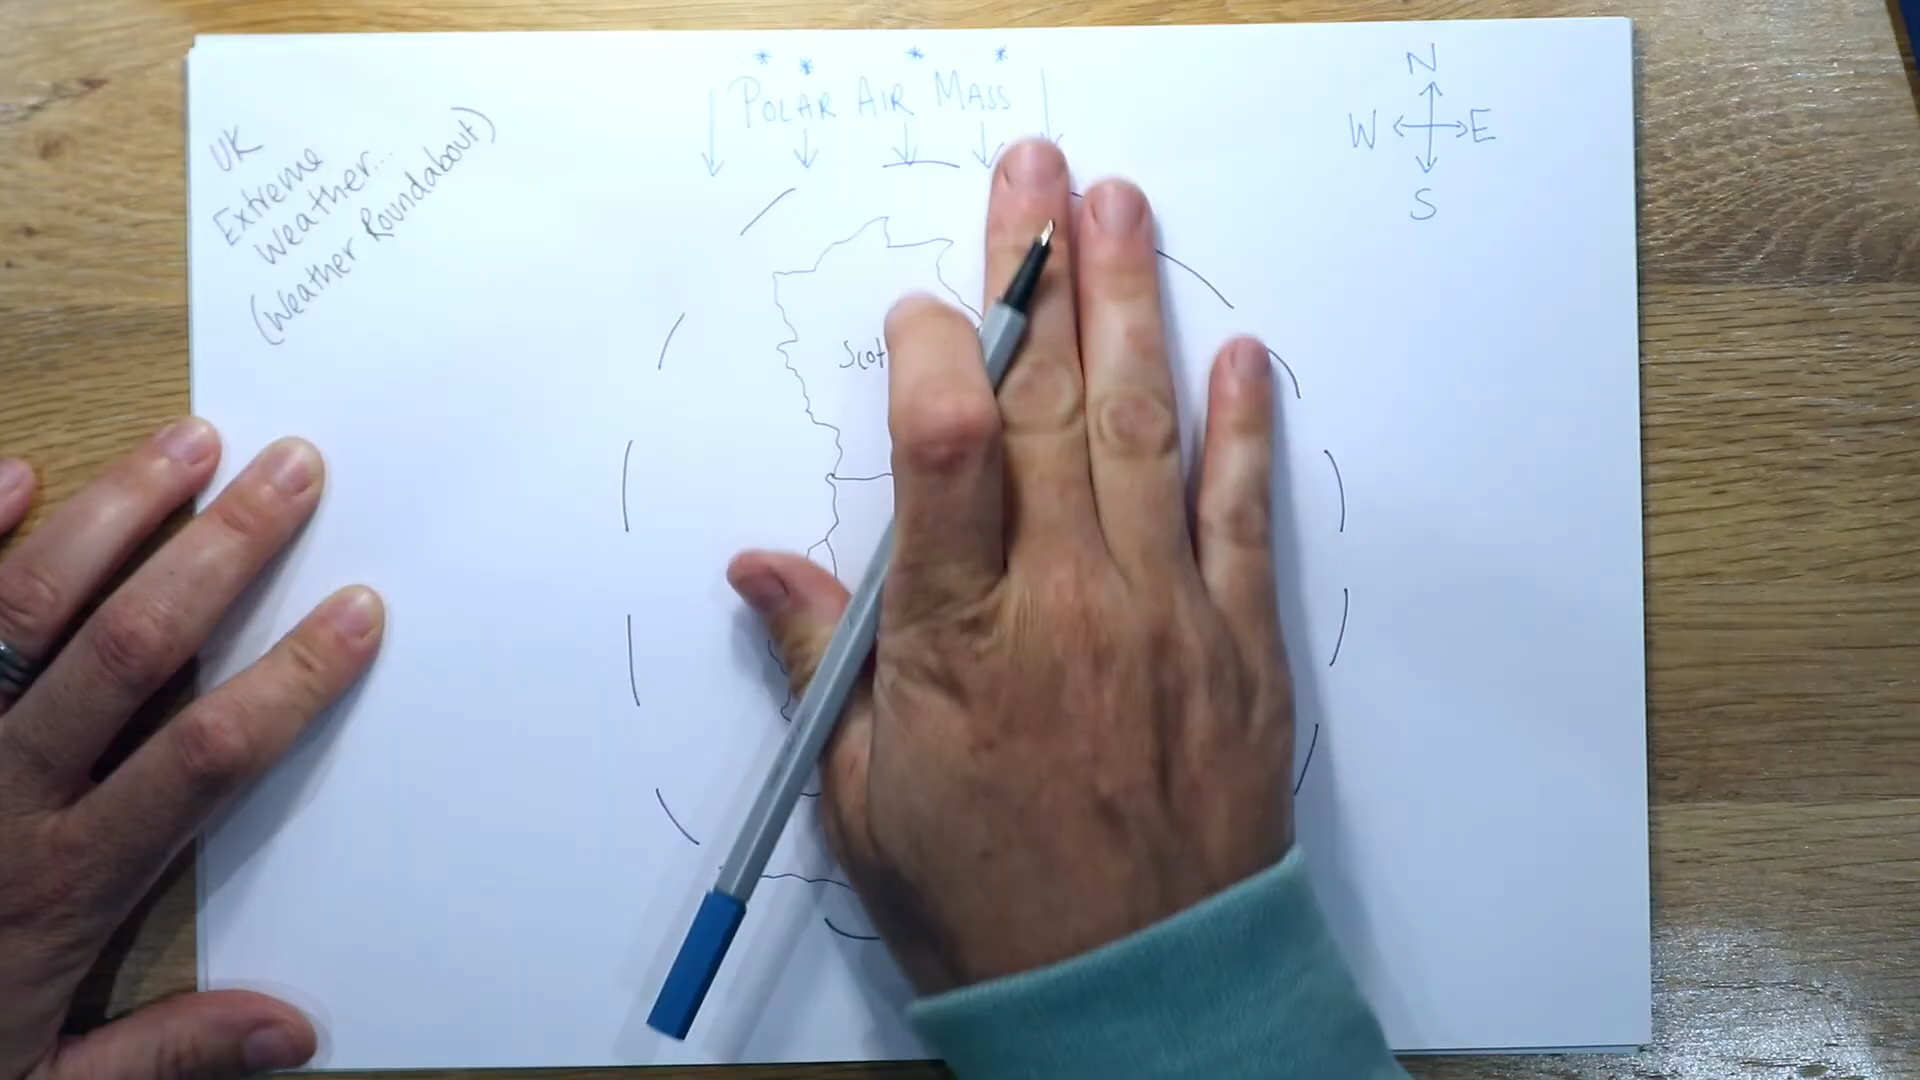 UK
Extreme
Weather...
(Weather Roundabout)
POLAR AIR MASS
N
W E
S
Scot